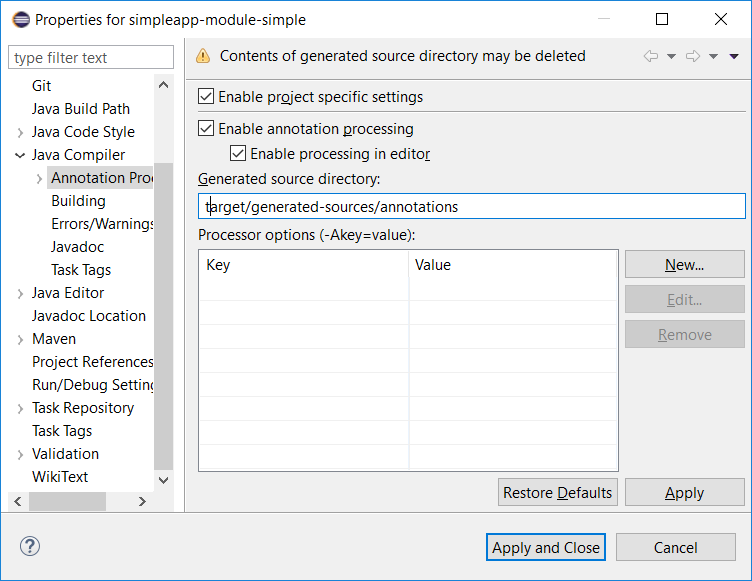 Properties for simpleapp-module-simple
type filter text
Contents of generated source directory may be deleted
Git
Java Build Path
Java Code Style
Java Compiler
Annotation Proc
Building
Errors/Warnings
Javadoc
Task Tags
Java Editor
Javadoc Location
Maven
Project References
Run/Debug Setting
Task Repository
Task Tags
Validation
WikiText
Enable project specific settings
Enable annotation processing
Enable processing in editor
Generated source directory:
target/generated-sources/annotations
Processor options (-Akey=value):
Key Value
New...
Edit...
Remove
Restore Defaults Apply
? Apply and Close Cancel